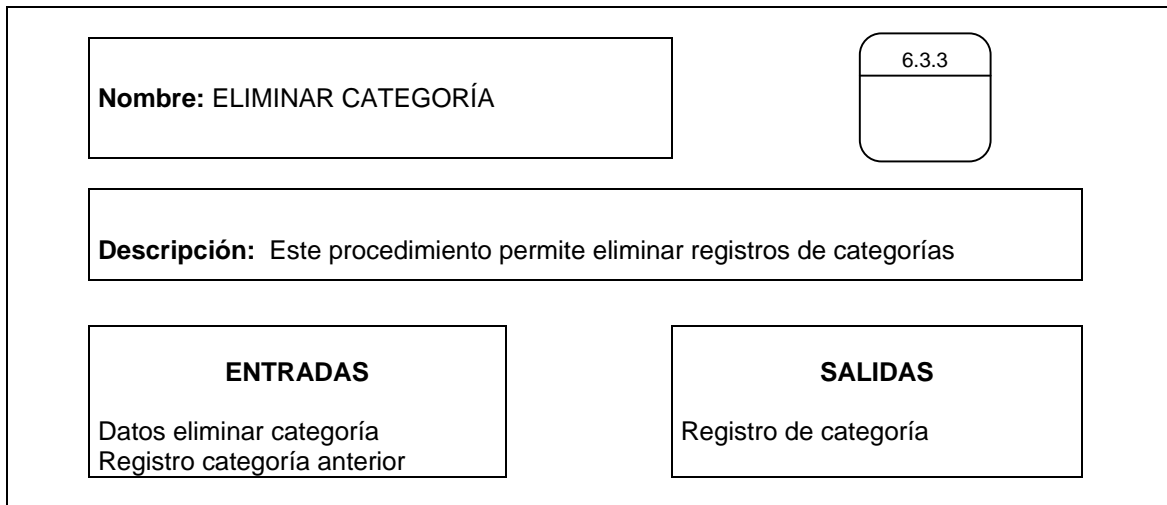 6.3.3
Nombre: ELIMINAR CATEGORÍA
Descripción: Este procedimiento permite eliminar registros de categorías
ENTRADAS
Datos eliminar categoría
Registro categoría anterior
SALIDAS
Registro de categoría